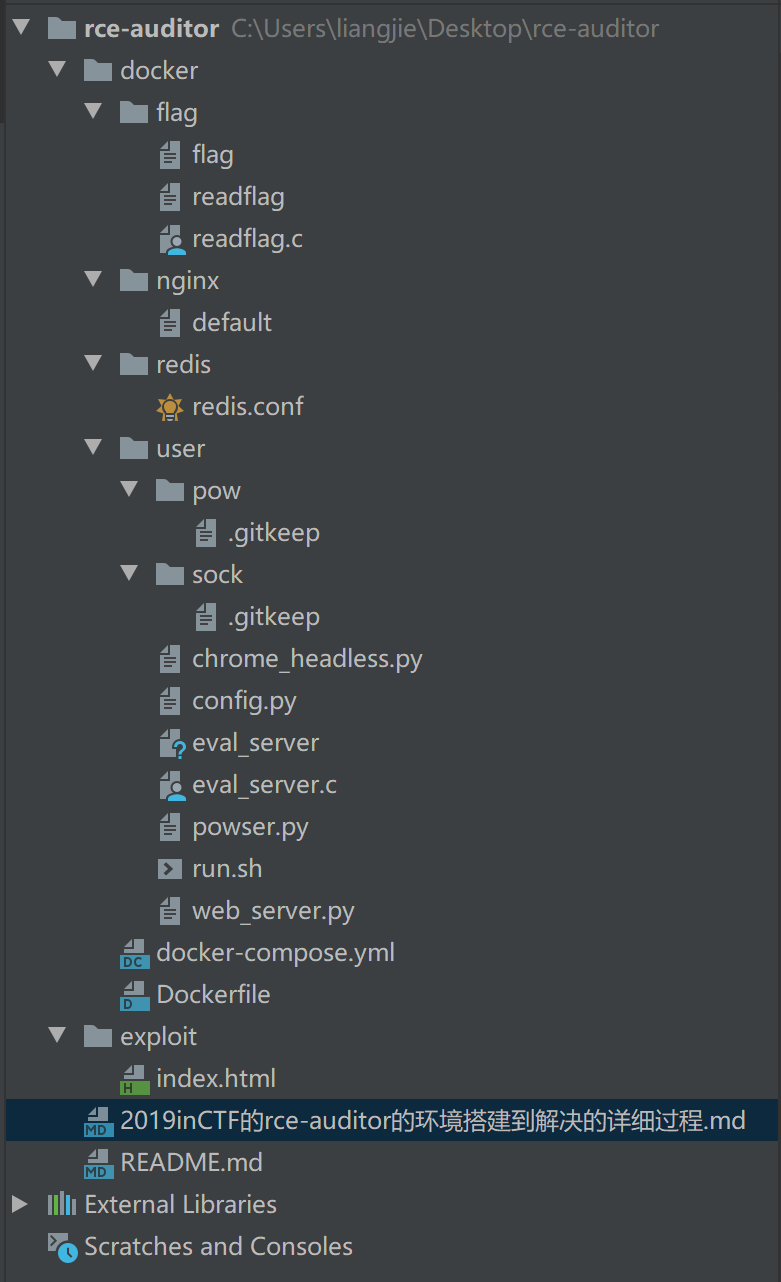 rce-auditor C:\Users\liangjie\Desktop\rce-auditor
docker
flag
flag
readflag
readflag.c
nginx
default
redis
redis.conf
user
pow
.gitkeep
sock
.gitkeep
chrome_headless.py
config.py
eval_server
eval_server.c
powser.py
run.sh
web_server.py
DC docker-compose.yml
D Dockerfile
exploit
H index.html
MD 2019inCTF的rce-auditor的环境搭建到解决的详细过程.md
MD README.md
External Libraries
Scratches and Consoles